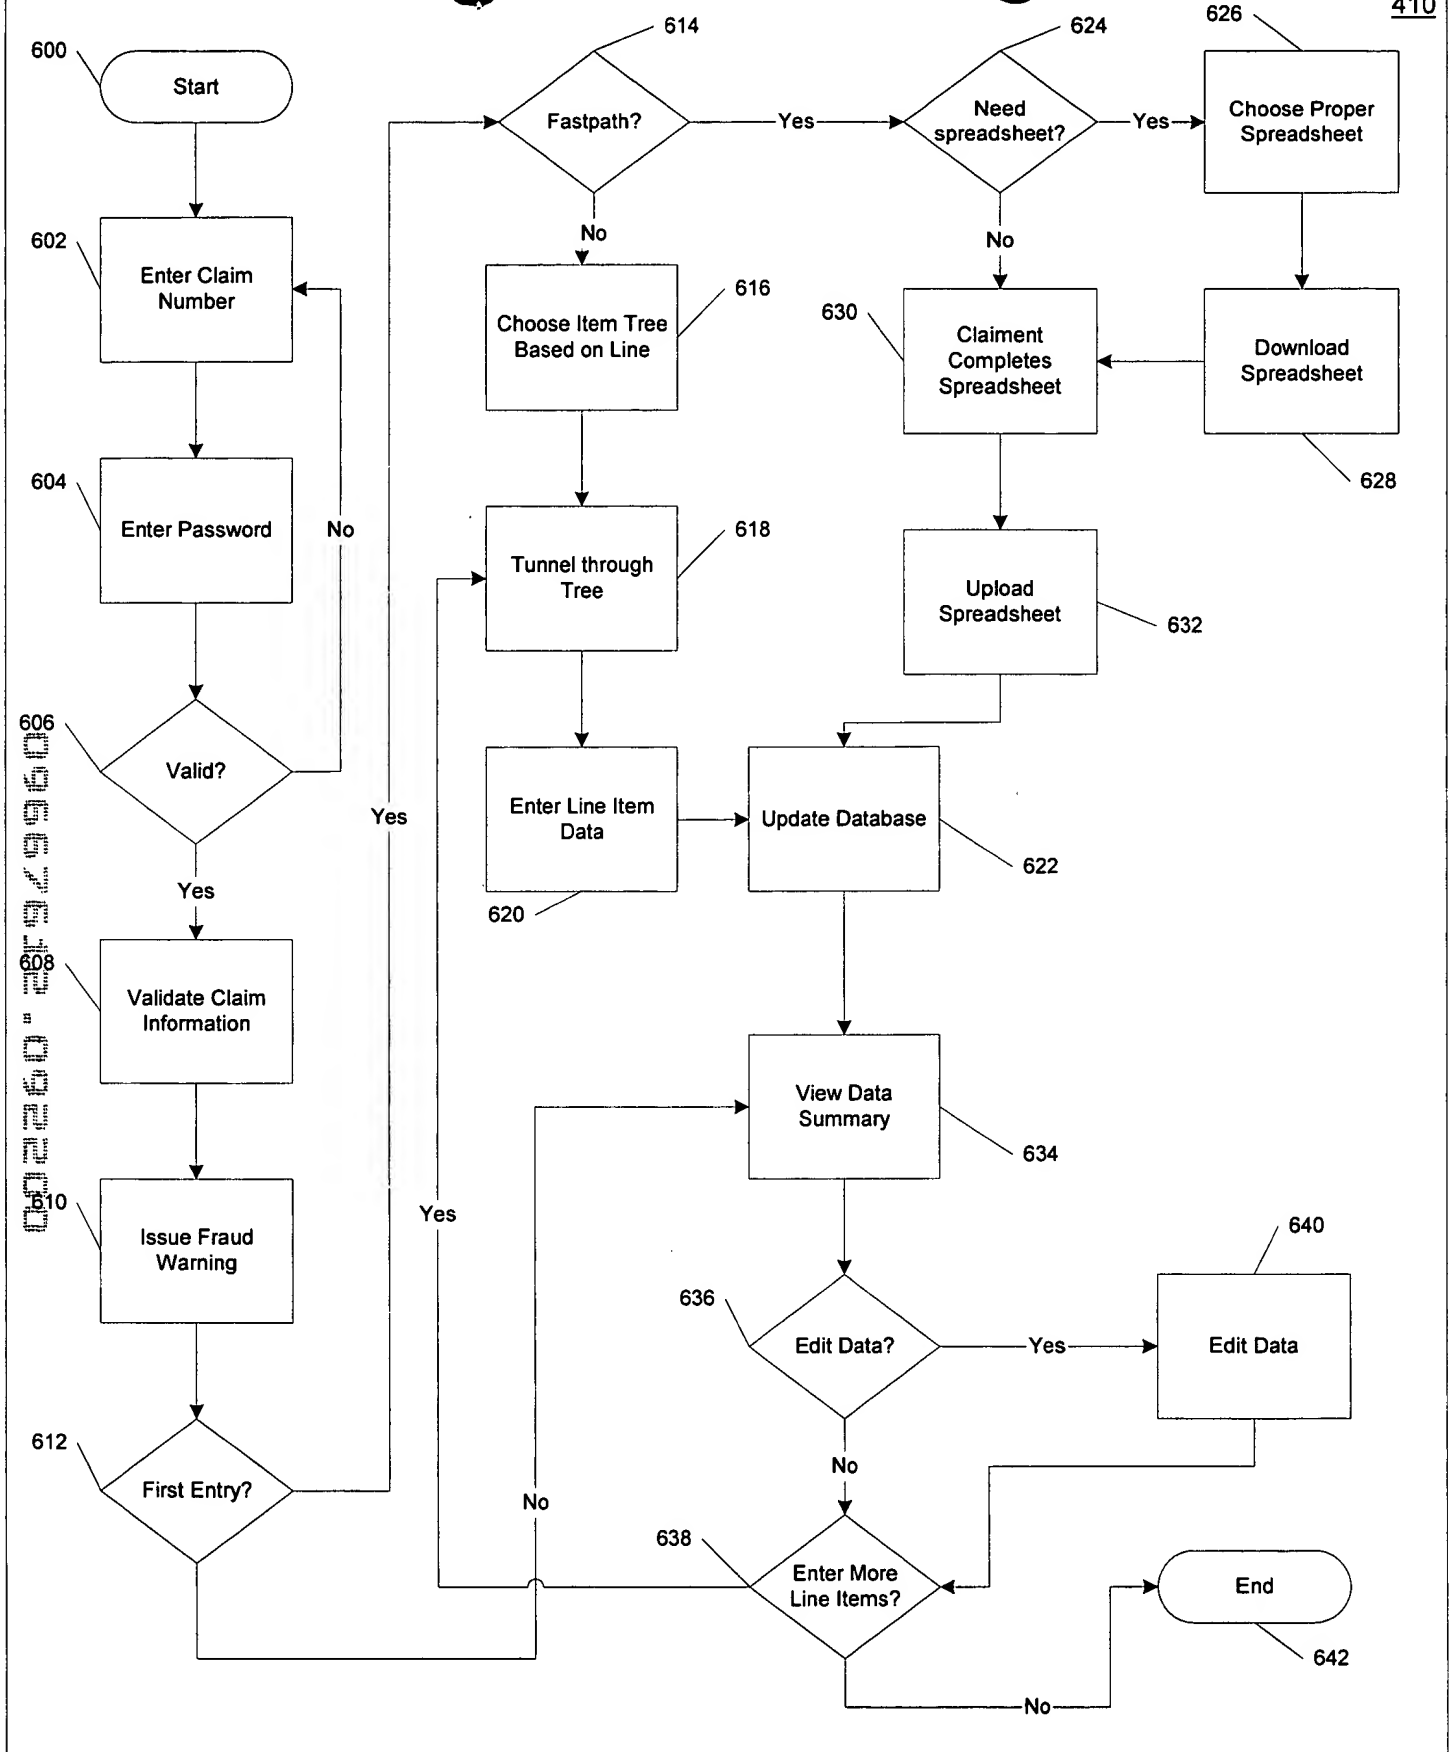 410
600
Start
602
Enter Claim
Number
604
Enter Password
No
606
Valid?
Yes
608
Validate Claim
Information
610
Issue Fraud
Warning
612
First Entry?
Yes
No
614
Fastpath?
Yes
No
616
Choose Item Tree
Based on Line
618
Tunnel through
Tree
Enter Line Item
Data
620
Yes
624
Need
spreadsheet?
Yes
No
626
Choose Proper
Spreadsheet
628
Download
Spreadsheet
630
Claiment
Completes
Spreadsheet
Upload
Spreadsheet
632
Update Database
622
View Data
Summary
634
636
Edit Data?
Yes
No
640
Edit Data
638
Enter More
Line Items?
No
End
642
09667612.092200